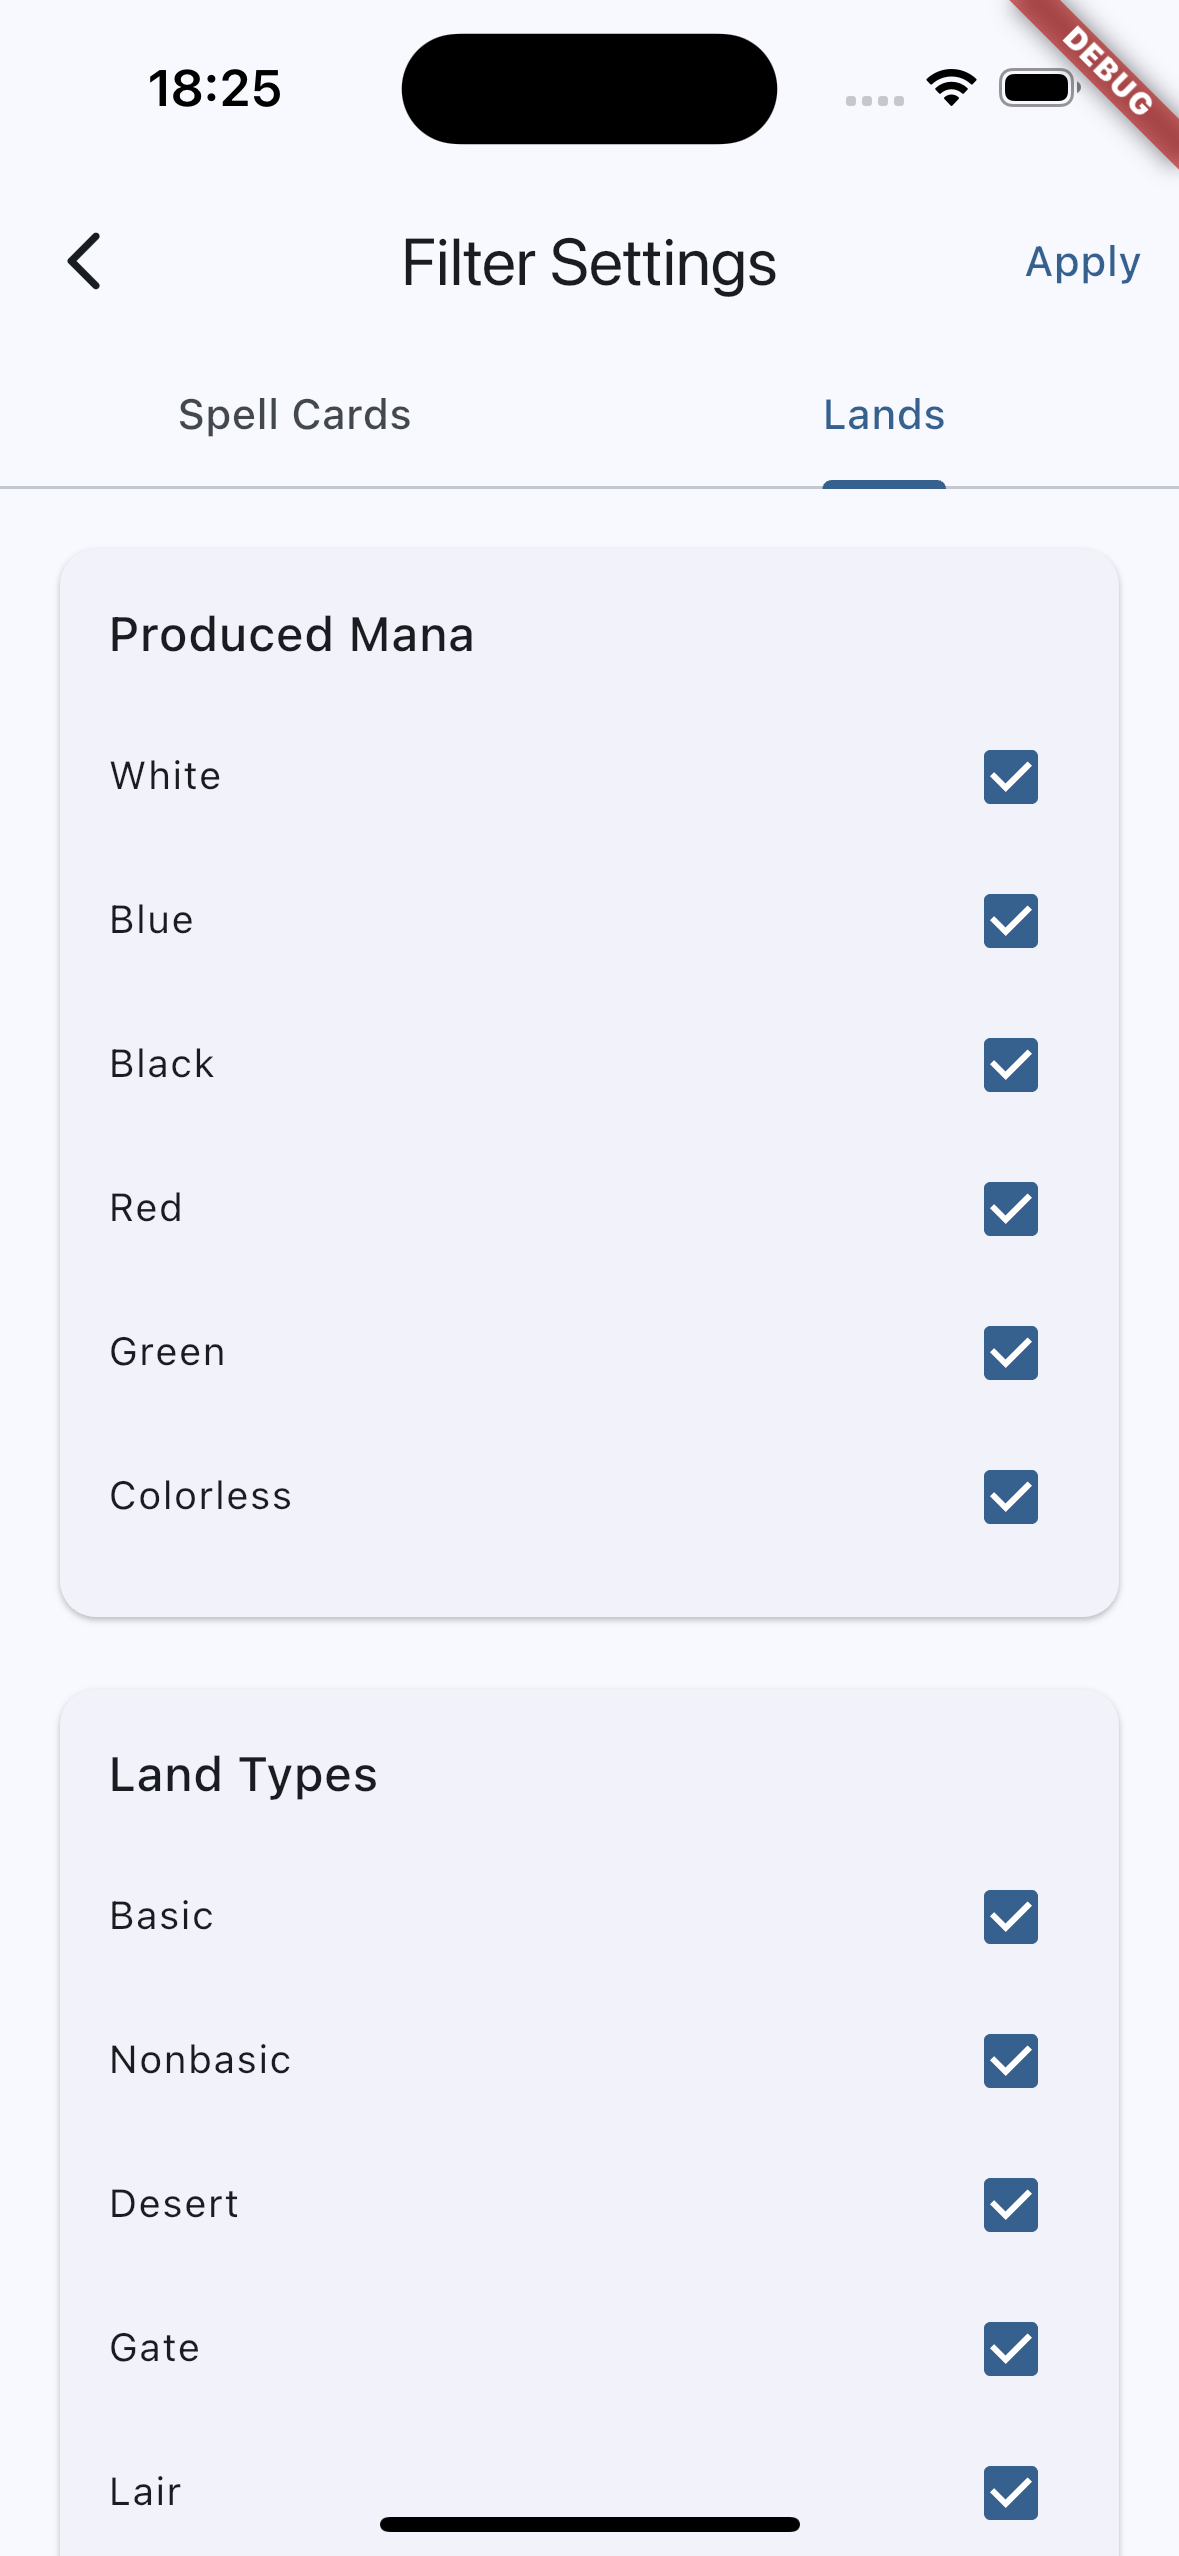 18:25
DEBUG
Filter Settings
Apply
Spell Cards
Lands
Produced Mana
White
Blue
Black
Red
Green
Colorless
Land Types
Basic
Nonbasic
Desert
Gate
Lair